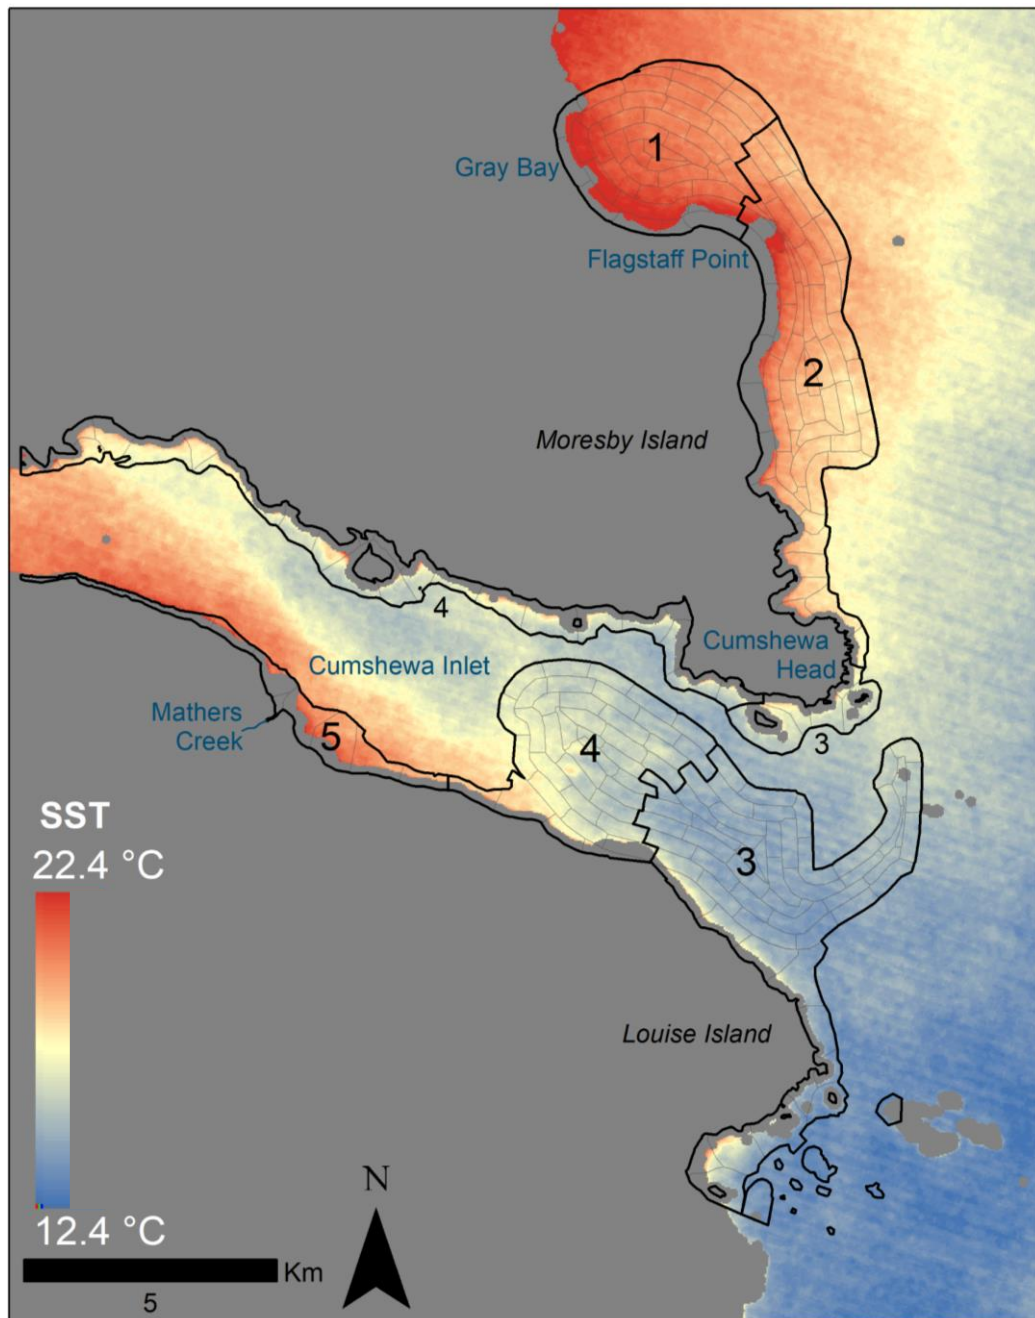 1
Gray Bay
Flagstaff Point
2
Moresby Island
4
Cumshewa
Head
Cumshewa Inlet
Mathers
Creek
5
4
3
3
SST
22.4 °C
Louise Island
12.4 °C
N
Km
5